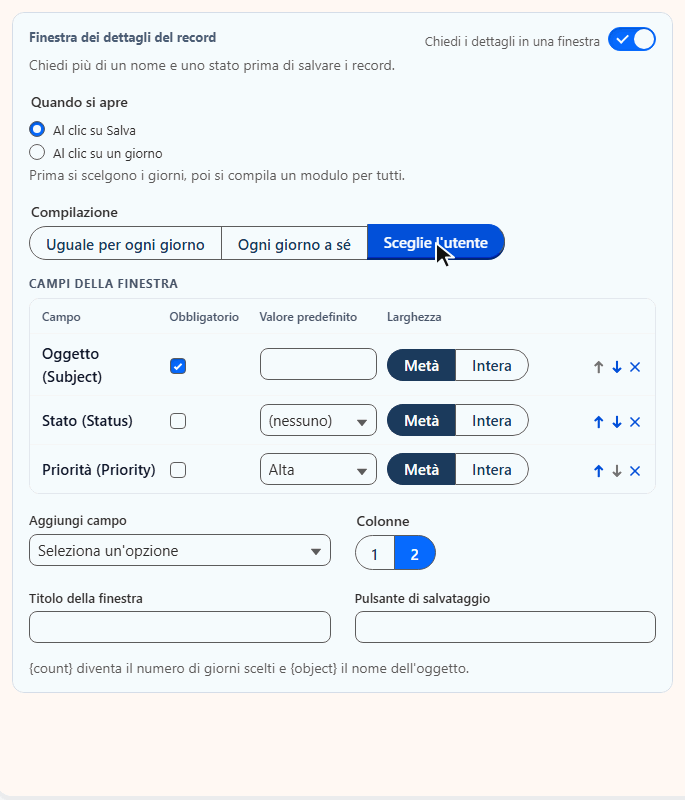 Finestra dei dettagli del record
Chiedi i dettagli in una finestra
Chiedi più di un nome e uno stato prima di salvare i record.
Quando si apre
Al clic su Salva
Al clic su un giorno
Prima si scelgono i giorni, poi si compila un modulo per tutti.
Compilazione
Uguale per ogni giorno Ogni giorno a sé Sceglie l'utente
CAMPI DELLA FINESTRA
Campo Obbligatorio Valore predefinito Larghezza
Oggetto
(Subject)
Metà Intera
Stato (Status) (nessuno) Metà Intera
Priorità (Priority) Alta Metà Intera
Aggiungi campo Colonne
Seleziona un'opzione 1 2
Titolo della finestra Pulsante di salvataggio
{count} diventa il numero di giorni scelti e {object} il nome dell'oggetto.